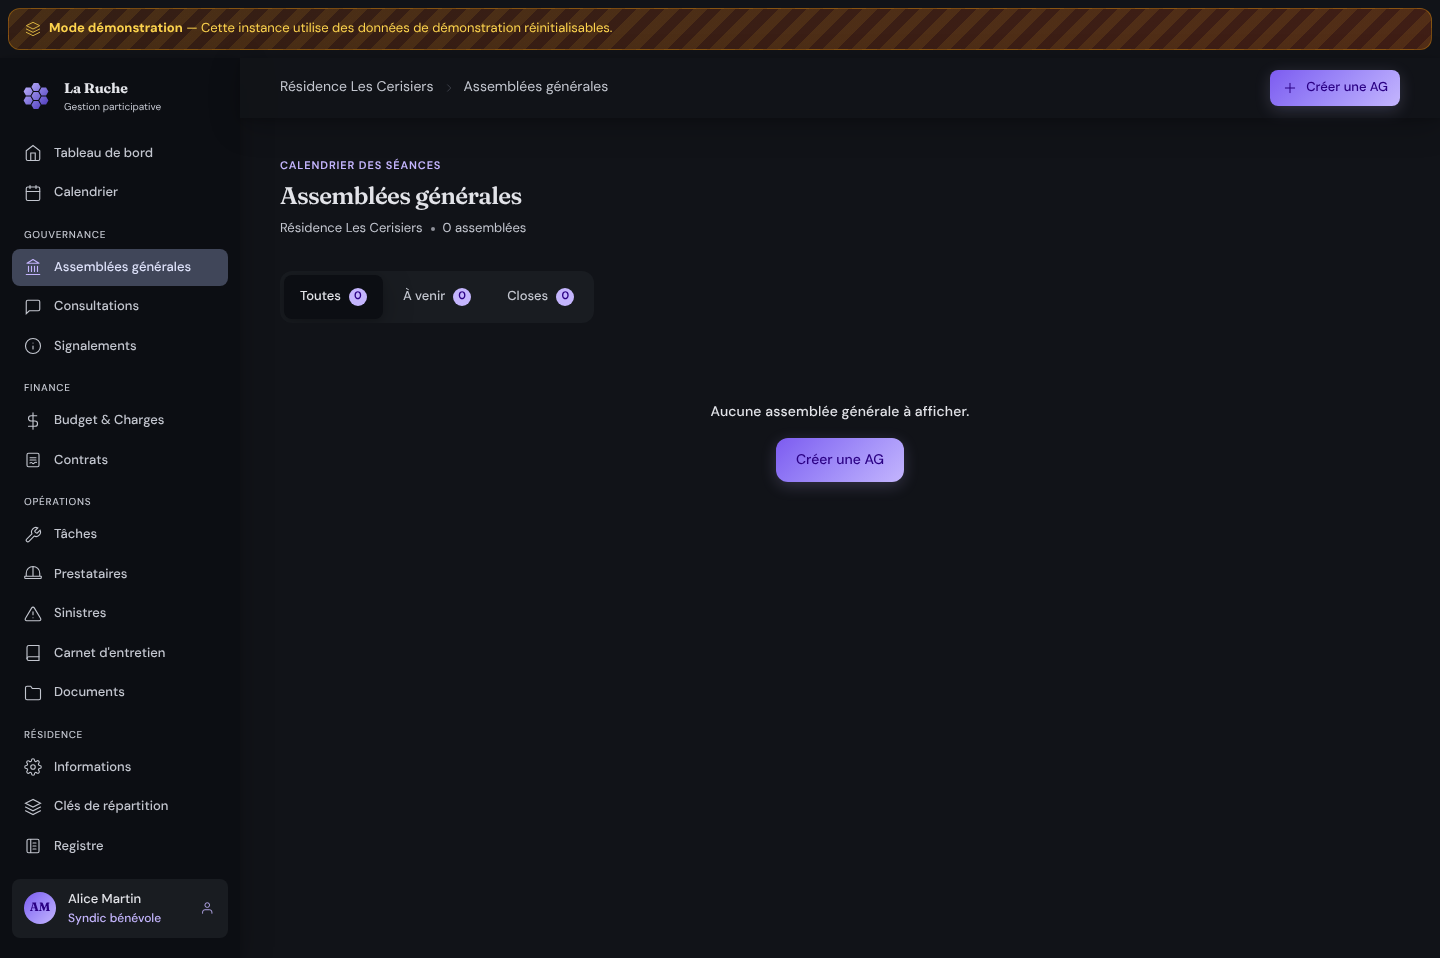 Mode démonstration — Cette instance utilise des données de démonstration réinitialisables.
La Ruche
Gestion participative
Tableau de bord
Calendrier
GOUVERNANCE
Assemblées générales
Consultations
Signalements
FINANCE
Budget & Charges
Contrats
OPÉRATIONS
Tâches
Prestataires
Sinistres
Carnet d'entretien
Documents
RÉSIDENCE
Informations
Clés de répartition
Registre
AM
Alice Martin
Syndic bénévole
Résidence Les Cerisiers > Assemblées générales
Créer une AG
CALENDRIER DES SÉANCES
Assemblées générales
Résidence Les Cerisiers • 0 assemblées
Toutes 0 À venir 0 Closes 0
Aucune assemblée générale à afficher.
Créer une AG